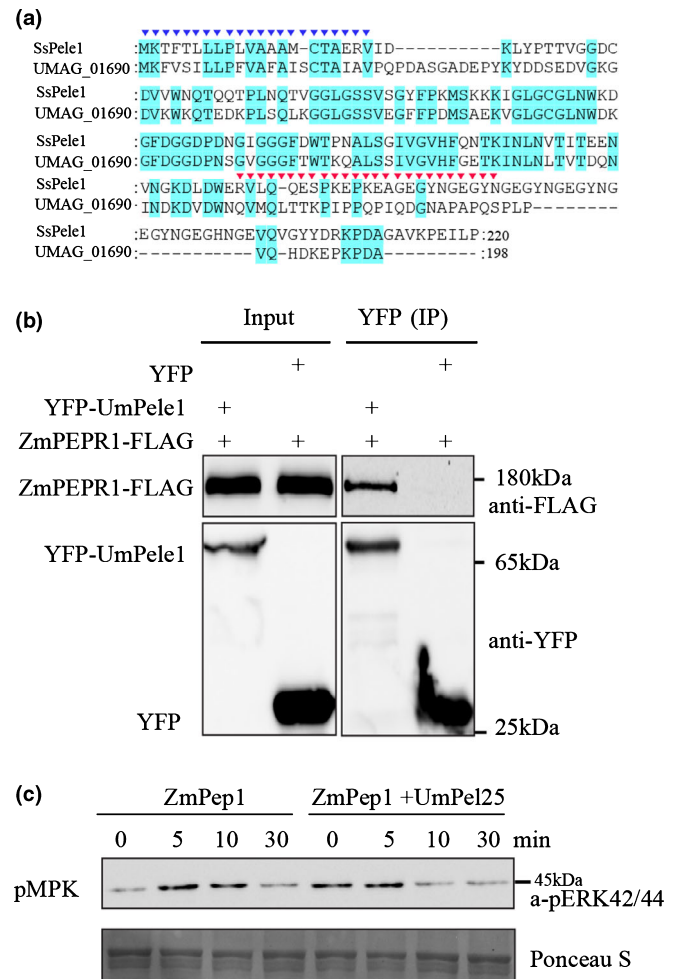 (a)
SsPele1 :MKTFTLLLPLVAAAM-CTAERVID----------KLYPTTVGGDC
UMAG_01690 :MKFVSILLPFVAFAISCTAIAVPQPDASGADEPYKYDDSEDVGKG
SsPele1 :DVVWNQTQQTPLNQTVGGLGSSVSGYFPKMSKKKIGLGCGLNWKD
UMAG_01690 :DVKWKQTEDKPLSQLKGGLGSSVEGFFPDMSAEKVGLGCGLNWKD
SsPele1 :GFDGGDPDNGIGGGFDWTPNALSGIVGVHFQNTKINLNVTITEEN
UMAG_01690 :GFDGGDPNSGVGGGFTWTKQALSSIVGVHFGETKINLNLTVTDQN
SsPele1 :VNGKDLDWERVLQ-QESPKEPKEAGEGYNGEGYNGEGYNGEGYNG
UMAG_01690 :INDKDVDWNQVMQLTTKPIPPQPIQDGNAPAPQSPLP--------
SsPele1 :EGYNGEGHNGEVQVGYYDRKPDAGAVKPEILP:220
UMAG_01690 :-----------VQ-HDKEPKPDA---------:198
(b)
Input YFP (IP)
YFP + +
YFP-UmPele1 + +
ZmPEPR1-FLAG + + + +
ZmPEPR1-FLAG 180kDa
anti-FLAG
YFP-UmPele1 65kDa
anti-YFP
YFP 25kDa
(c)
ZmPep1 ZmPep1 +UmPel25
0 5 10 30 0 5 10 30 min
pMPK 45kDa
a-pERK42/44
Ponceau S